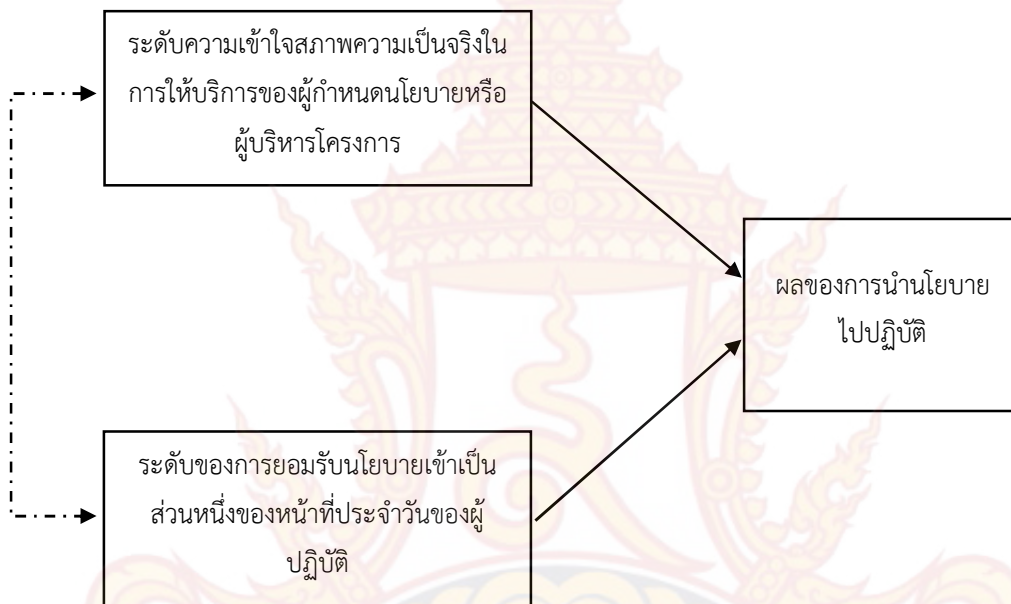 ระดับความเข้าใจสภาพความเป็นจริงใน
การให้บริการของผู้กำหนดนโยบายหรือ
ผู้บริหารโครงการ
ผลของการนำนโยบาย
ไปปฏิบัติ
ระดับของการยอมรับนโยบายเข้าเป็น
ส่วนหนึ่งของหน้าที่ประจำวันของผู้
ปฏิบัติ